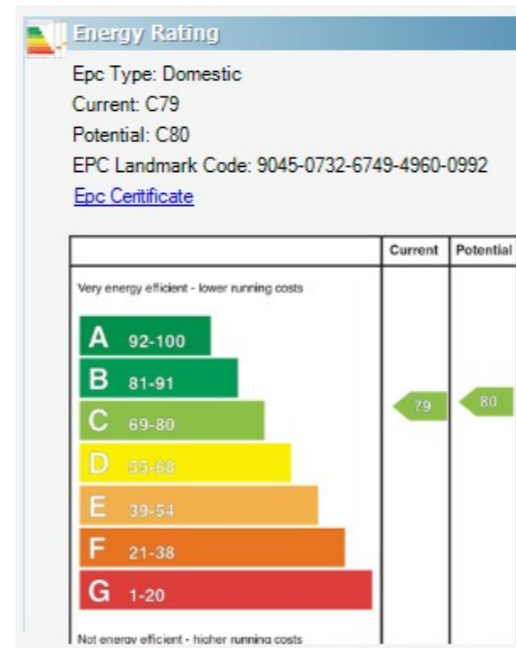 Energy Rating
Epc Type: Domestic
Current: C79
Potential: C80
EPC Landmark Code: 9045-0732-6749-4960-0992
Epc Ceritificate
Current Potential
Very energy efficient - lower running costs
A 92-100
B 81-91
C 69-80
79 80
D 55-68
E 39-54
F 21-38
G 1-20
Not energy efficient - higher running costs